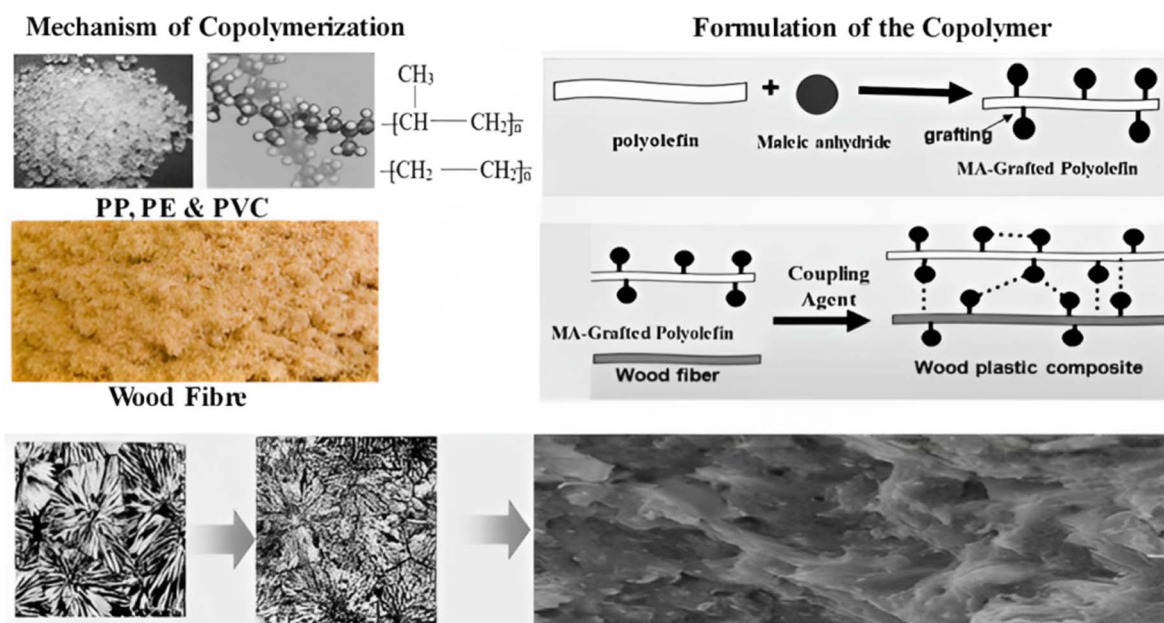 Mechanism of Copolymerization
CH₃
-[CH — CH₂]n
-[CH₂ — CH₂]n
PP, PE & PVC
Wood Fibre
Formulation of the Copolymer
+
polyolefin
Maleic anhydride
grafting
MA-Grafted Polyolefin
MA-Grafted Polyolefin
Wood fiber
Coupling
Agent
Wood plastic composite